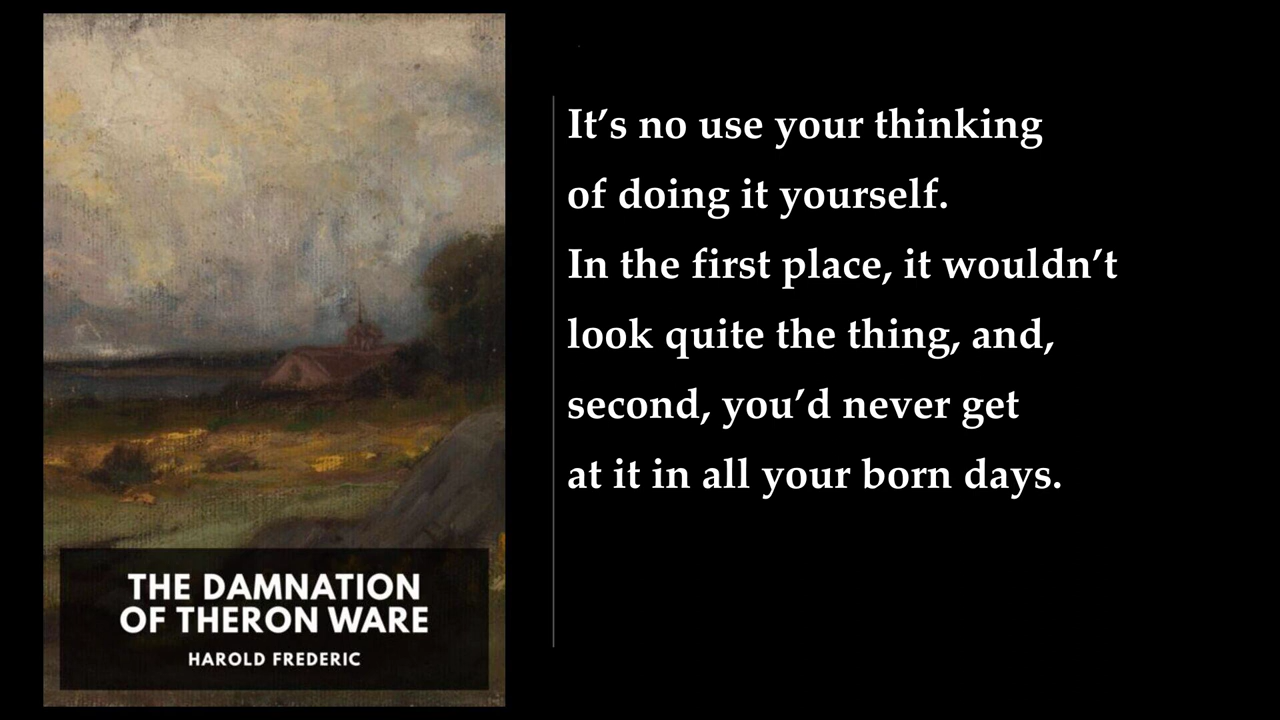 THE DAMNATION
OF THERON WARE
HAROLD FREDERIC
It’s no use your thinking
of doing it yourself.
In the first place, it wouldn’t
look quite the thing, and,
second, you’d never get
at it in all your born days.